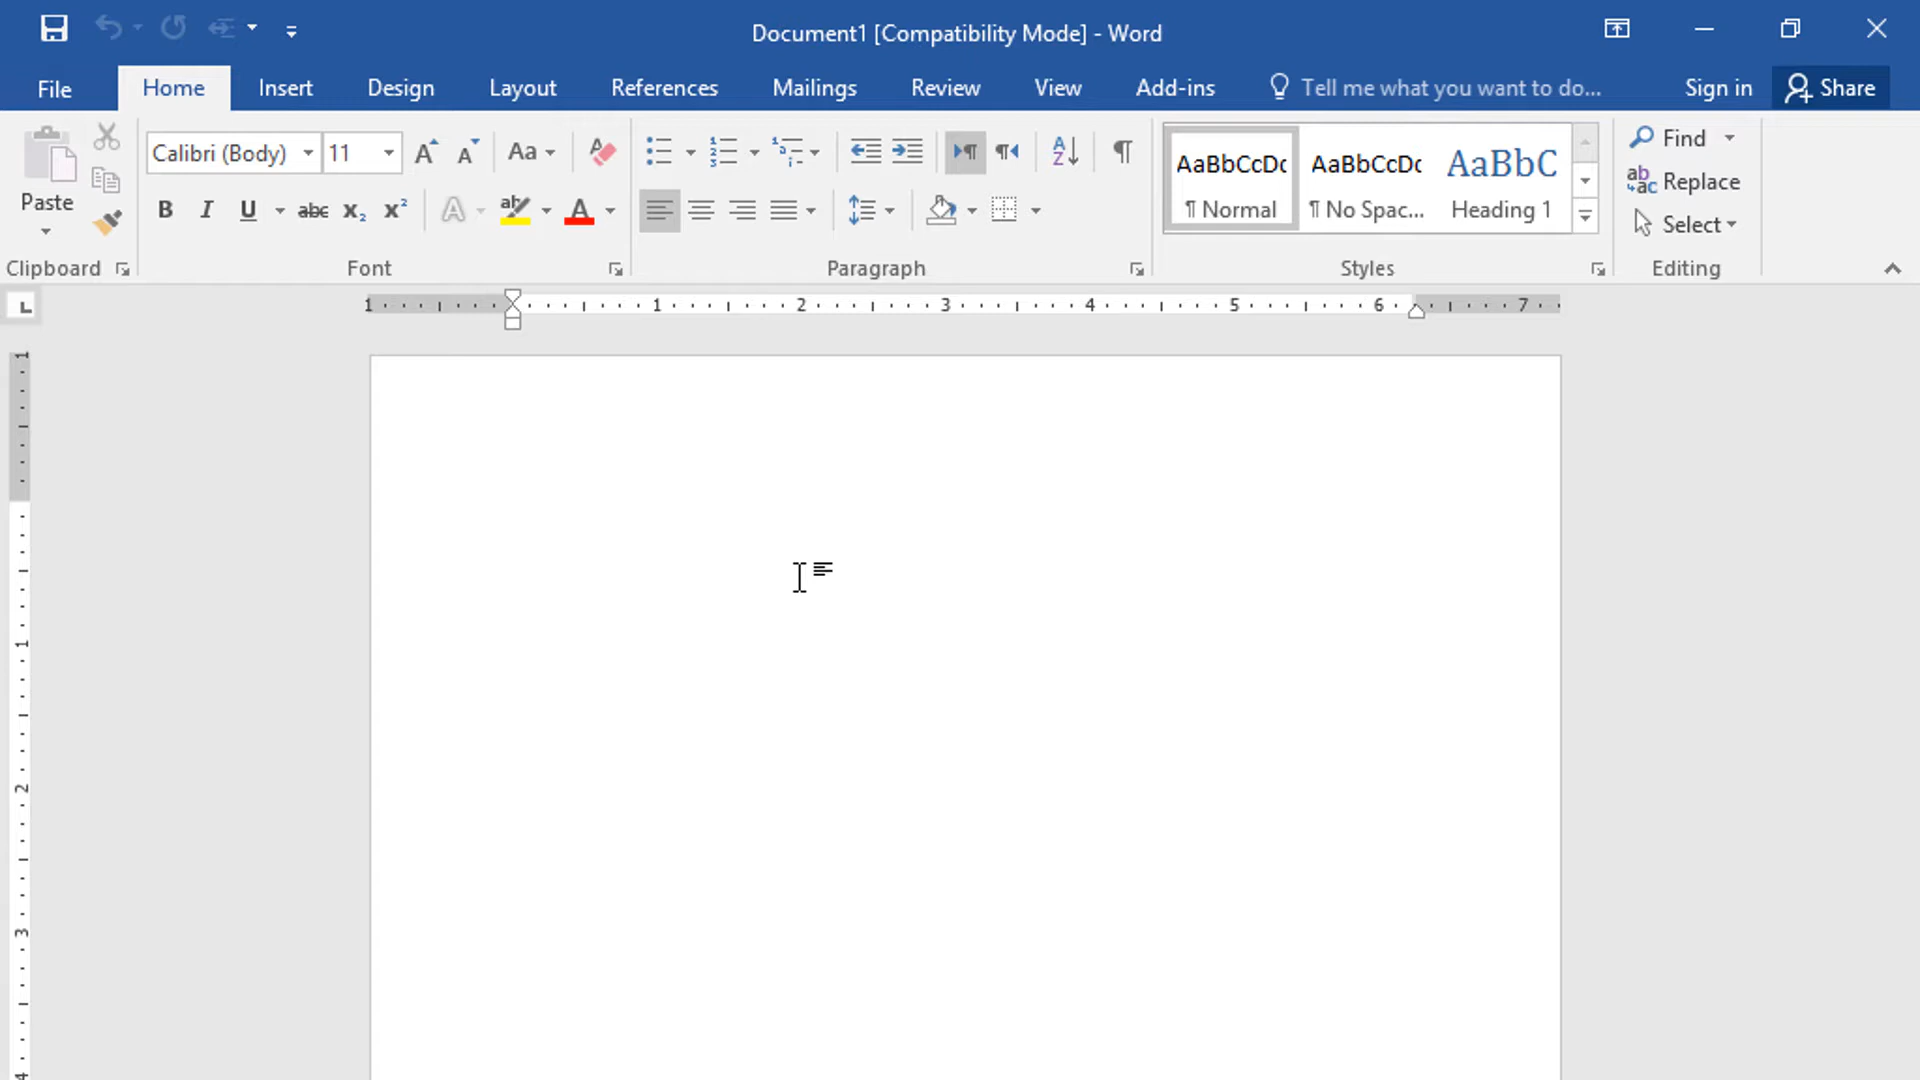 Document1 [Compatibility Mode] - Word
File Home Insert Design Layout References Mailings Review View Add-ins Tell me what you want to do... Sign in Share
Paste
Calibri (Body) 11 Aa
B I U abc X₂ X² A ab A
AaBbCcDc AaBbCcDc AaBbC
¶ Normal ¶ No Spac... Heading 1
Find
Replace
Select
Clipboard Font Paragraph Styles Editing
1 1 2 3 4 5 6 7
1
1
2
3
4